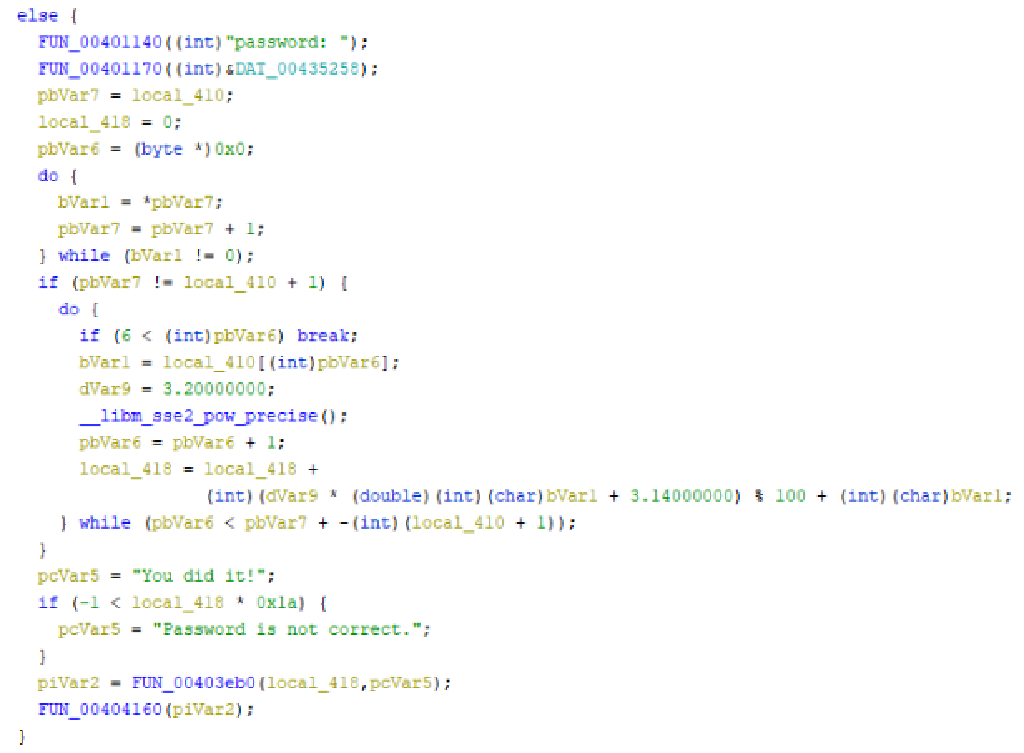 else {
FUN_00401140((int)"password: ");
FUN_00401170((int)&DAT_00435258);
pbVar7 = local_410;
local_418 = 0;
pbVar6 = (byte *)0x0;
do {
bVar1 = *pbVar7;
pbVar7 = pbVar7 + 1;
} while (bVar1 != 0);
if (pbVar7 != local_410 + 1) {
do {
if (6 < (int)pbVar6) break;
bVar1 = local_410[(int)pbVar6];
dVar9 = 3.20000000;
__libm_sse2_pow_precise();
pbVar6 = pbVar6 + 1;
local_418 = local_418 +
(int)(dVar9 * (double)(int)(char)bVar1 + 3.14000000) % 100 + (int)(char)bVar1;
} while (pbVar6 < pbVar7 + -(int)(local_410 + 1));
}
pcVar5 = "You did it!";
if (-1 < local_418 * 0x1a) {
pcVar5 = "Password is not correct.";
}
piVar2 = FUN_00403eb0(local_418,pcVar5);
FUN_00404160(piVar2);
}